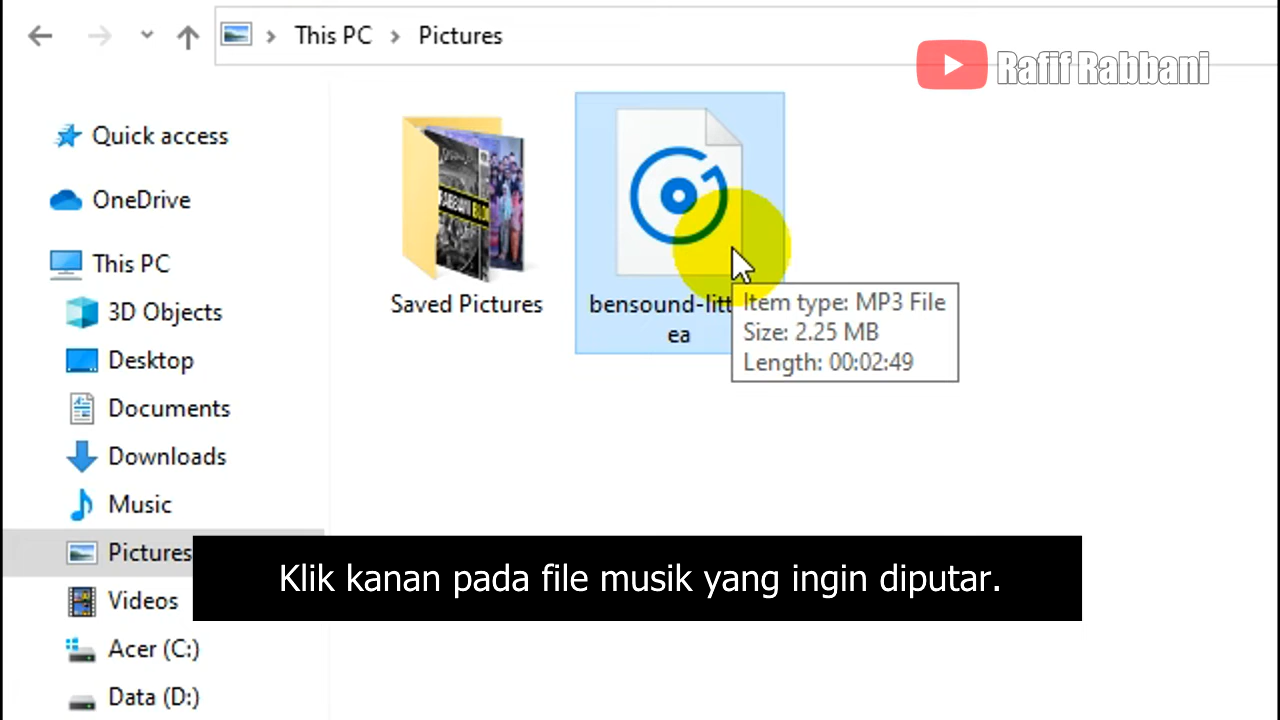 This PC > Pictures
Rafif Rabbani
Quick access
OneDrive
This PC
3D Objects
Desktop
Documents
Downloads
Music
Pictures
Videos
Acer (C:)
Data (D:)
RABBANI
Saved Pictures
bensound-litt
ea
Item type: MP3 File
Size: 2.25 MB
Length: 00:02:49
Klik kanan pada file musik yang ingin diputar.